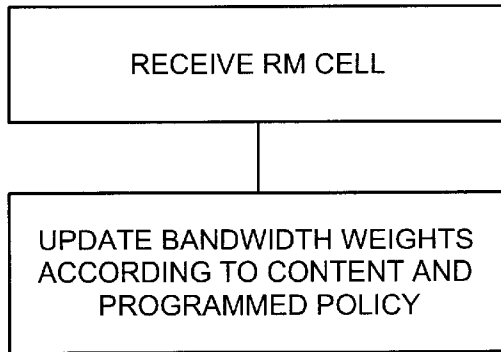 RECEIVE RM CELL
UPDATE BANDWIDTH WEIGHTS
ACCORDING TO CONTENT AND
PROGRAMMED POLICY